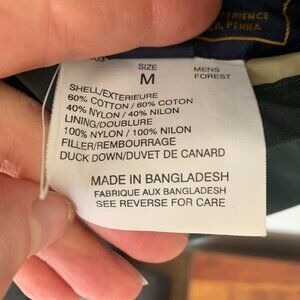 SIZE
M
MENS
FOREST
SHELL/EXTERIEURE
60% COTTON / 60% COTON
40% NYLON / 40% NILON
LINING/DOUBLURE
100% NYLON / 100% NILON
FILLER/REMBOURRAGE
DUCK DOWN/DUVET DE CANARD
MADE IN BANGLADESH
FABRIQUE AUX BANGLADESH
SEE REVERSE FOR CARE
PENNA